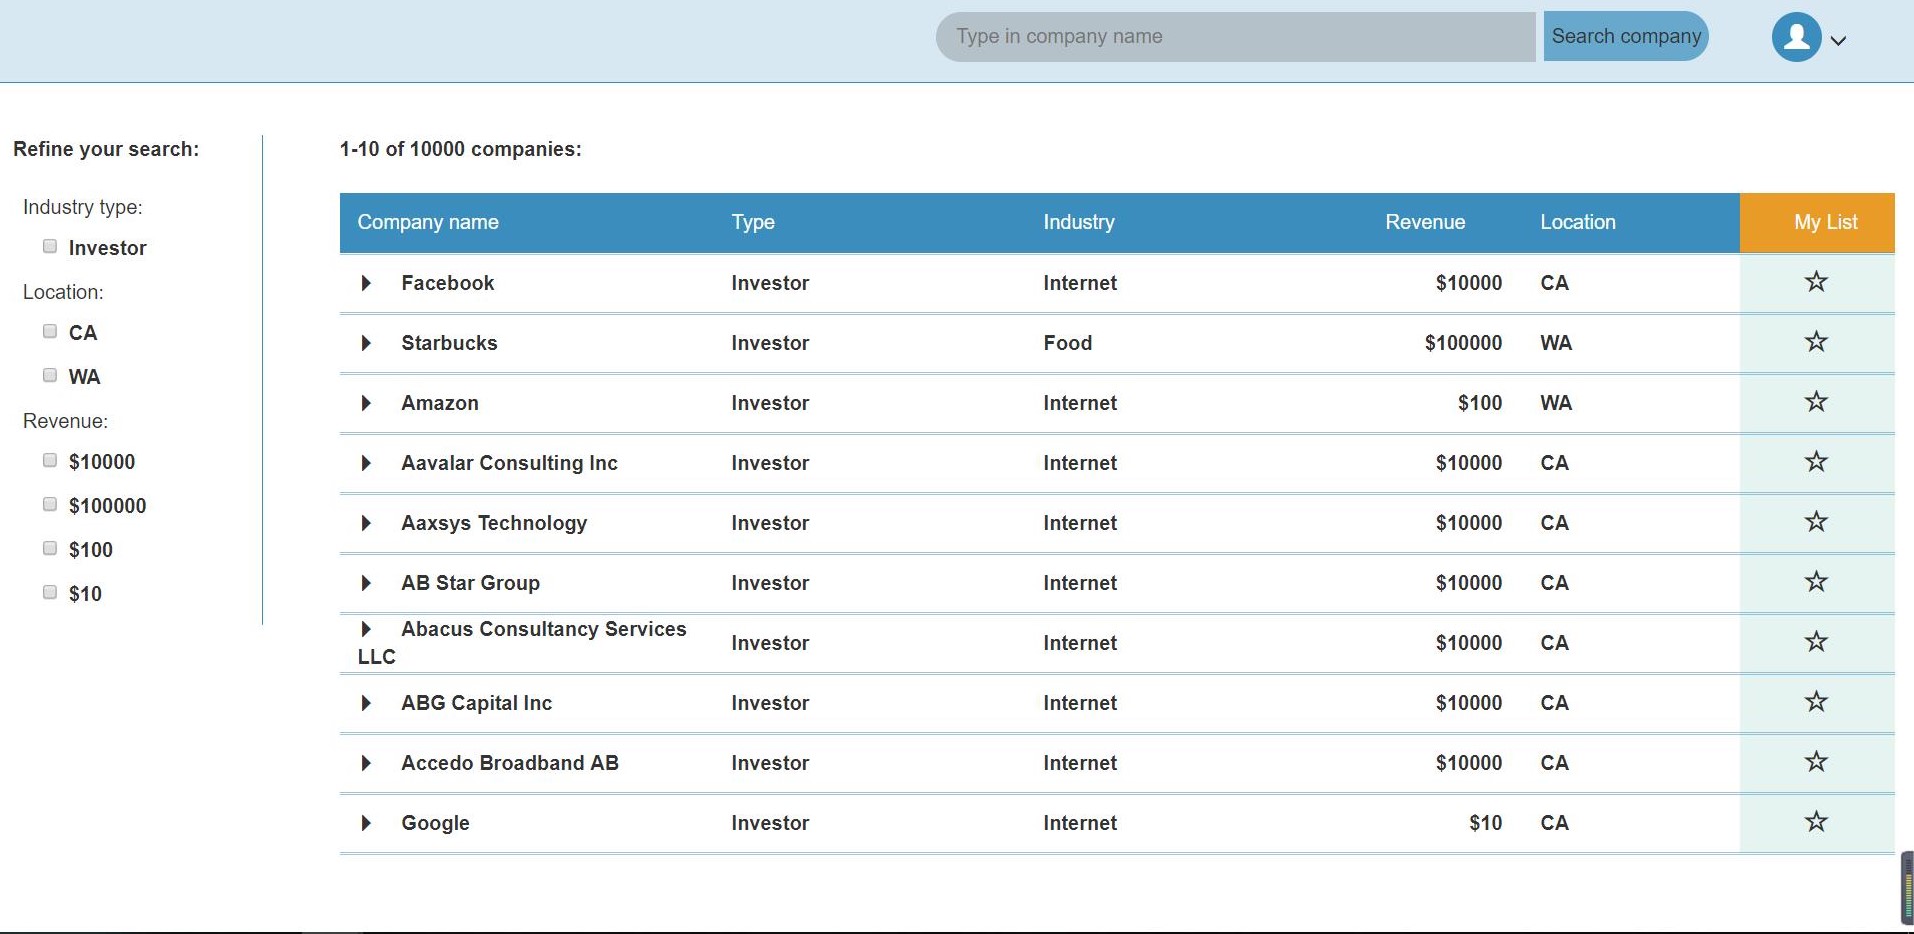 Type in company name
Search company
Refine your search:
Industry type:
Investor
Location:
CA
WA
Revenue:
$10000
$100000
$100
$10
1-10 of 10000 companies:
Company name Type Industry Revenue Location My List
Facebook Investor Internet $10000 CA
Starbucks Investor Food $100000 WA
Amazon Investor Internet $100 WA
Aavalar Consulting Inc Investor Internet $10000 CA
Aaxsys Technology Investor Internet $10000 CA
AB Star Group Investor Internet $10000 CA
Abacus Consultancy Services
LLC Investor Internet $10000 CA
ABG Capital Inc Investor Internet $10000 CA
Accedo Broadband AB Investor Internet $10000 CA
Google Investor Internet $10 CA